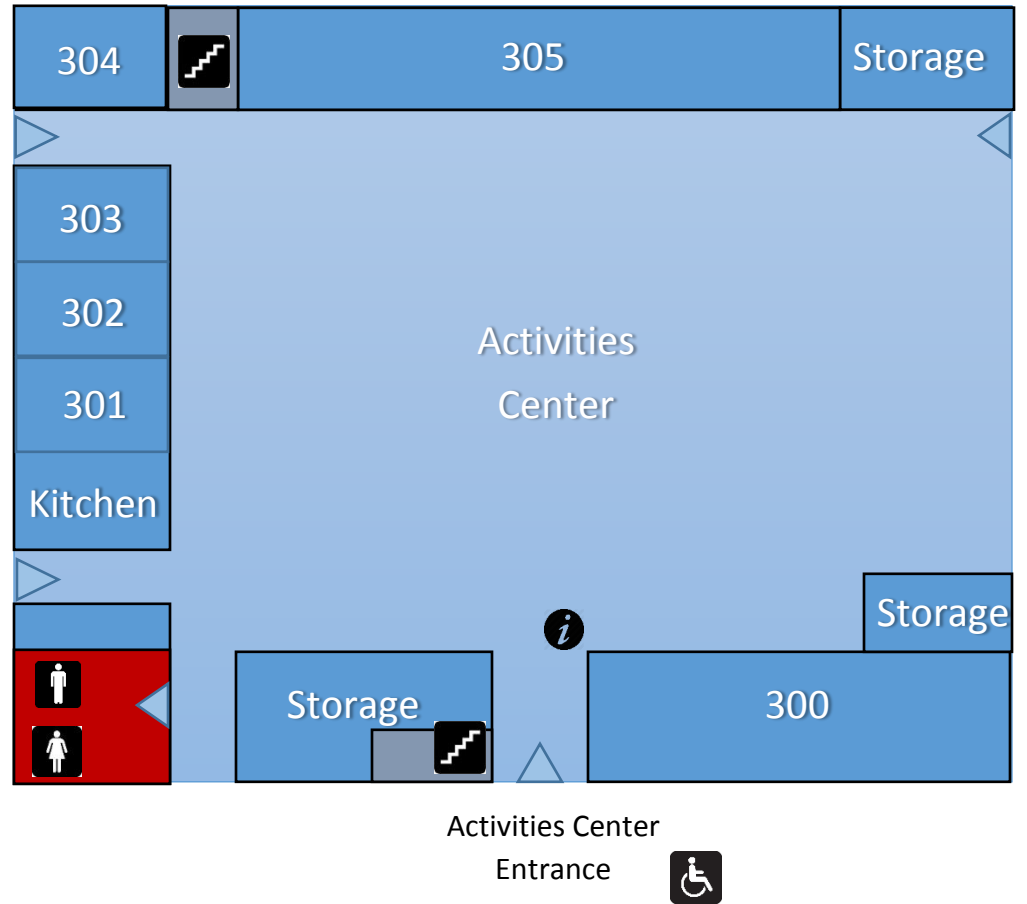 304
305
Storage
303
302
Activities
301
Center
Kitchen
Storage
i
Storage
300
Activities Center
Entrance